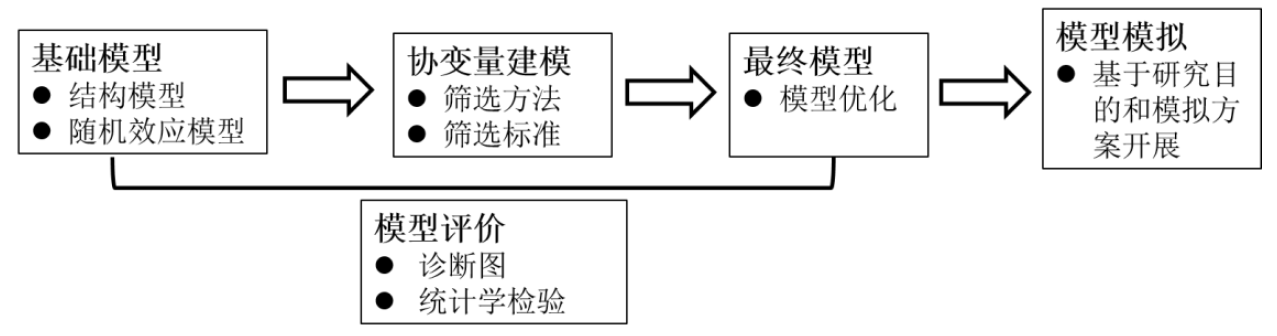 基础模型
● 结构模型
● 随机效应模型
协变量建模
● 筛选方法
● 筛选标准
最终模型
● 模型优化
模型模拟
● 基于研究目
的和模拟方
案开展
模型评价
● 诊断图
● 统计学检验